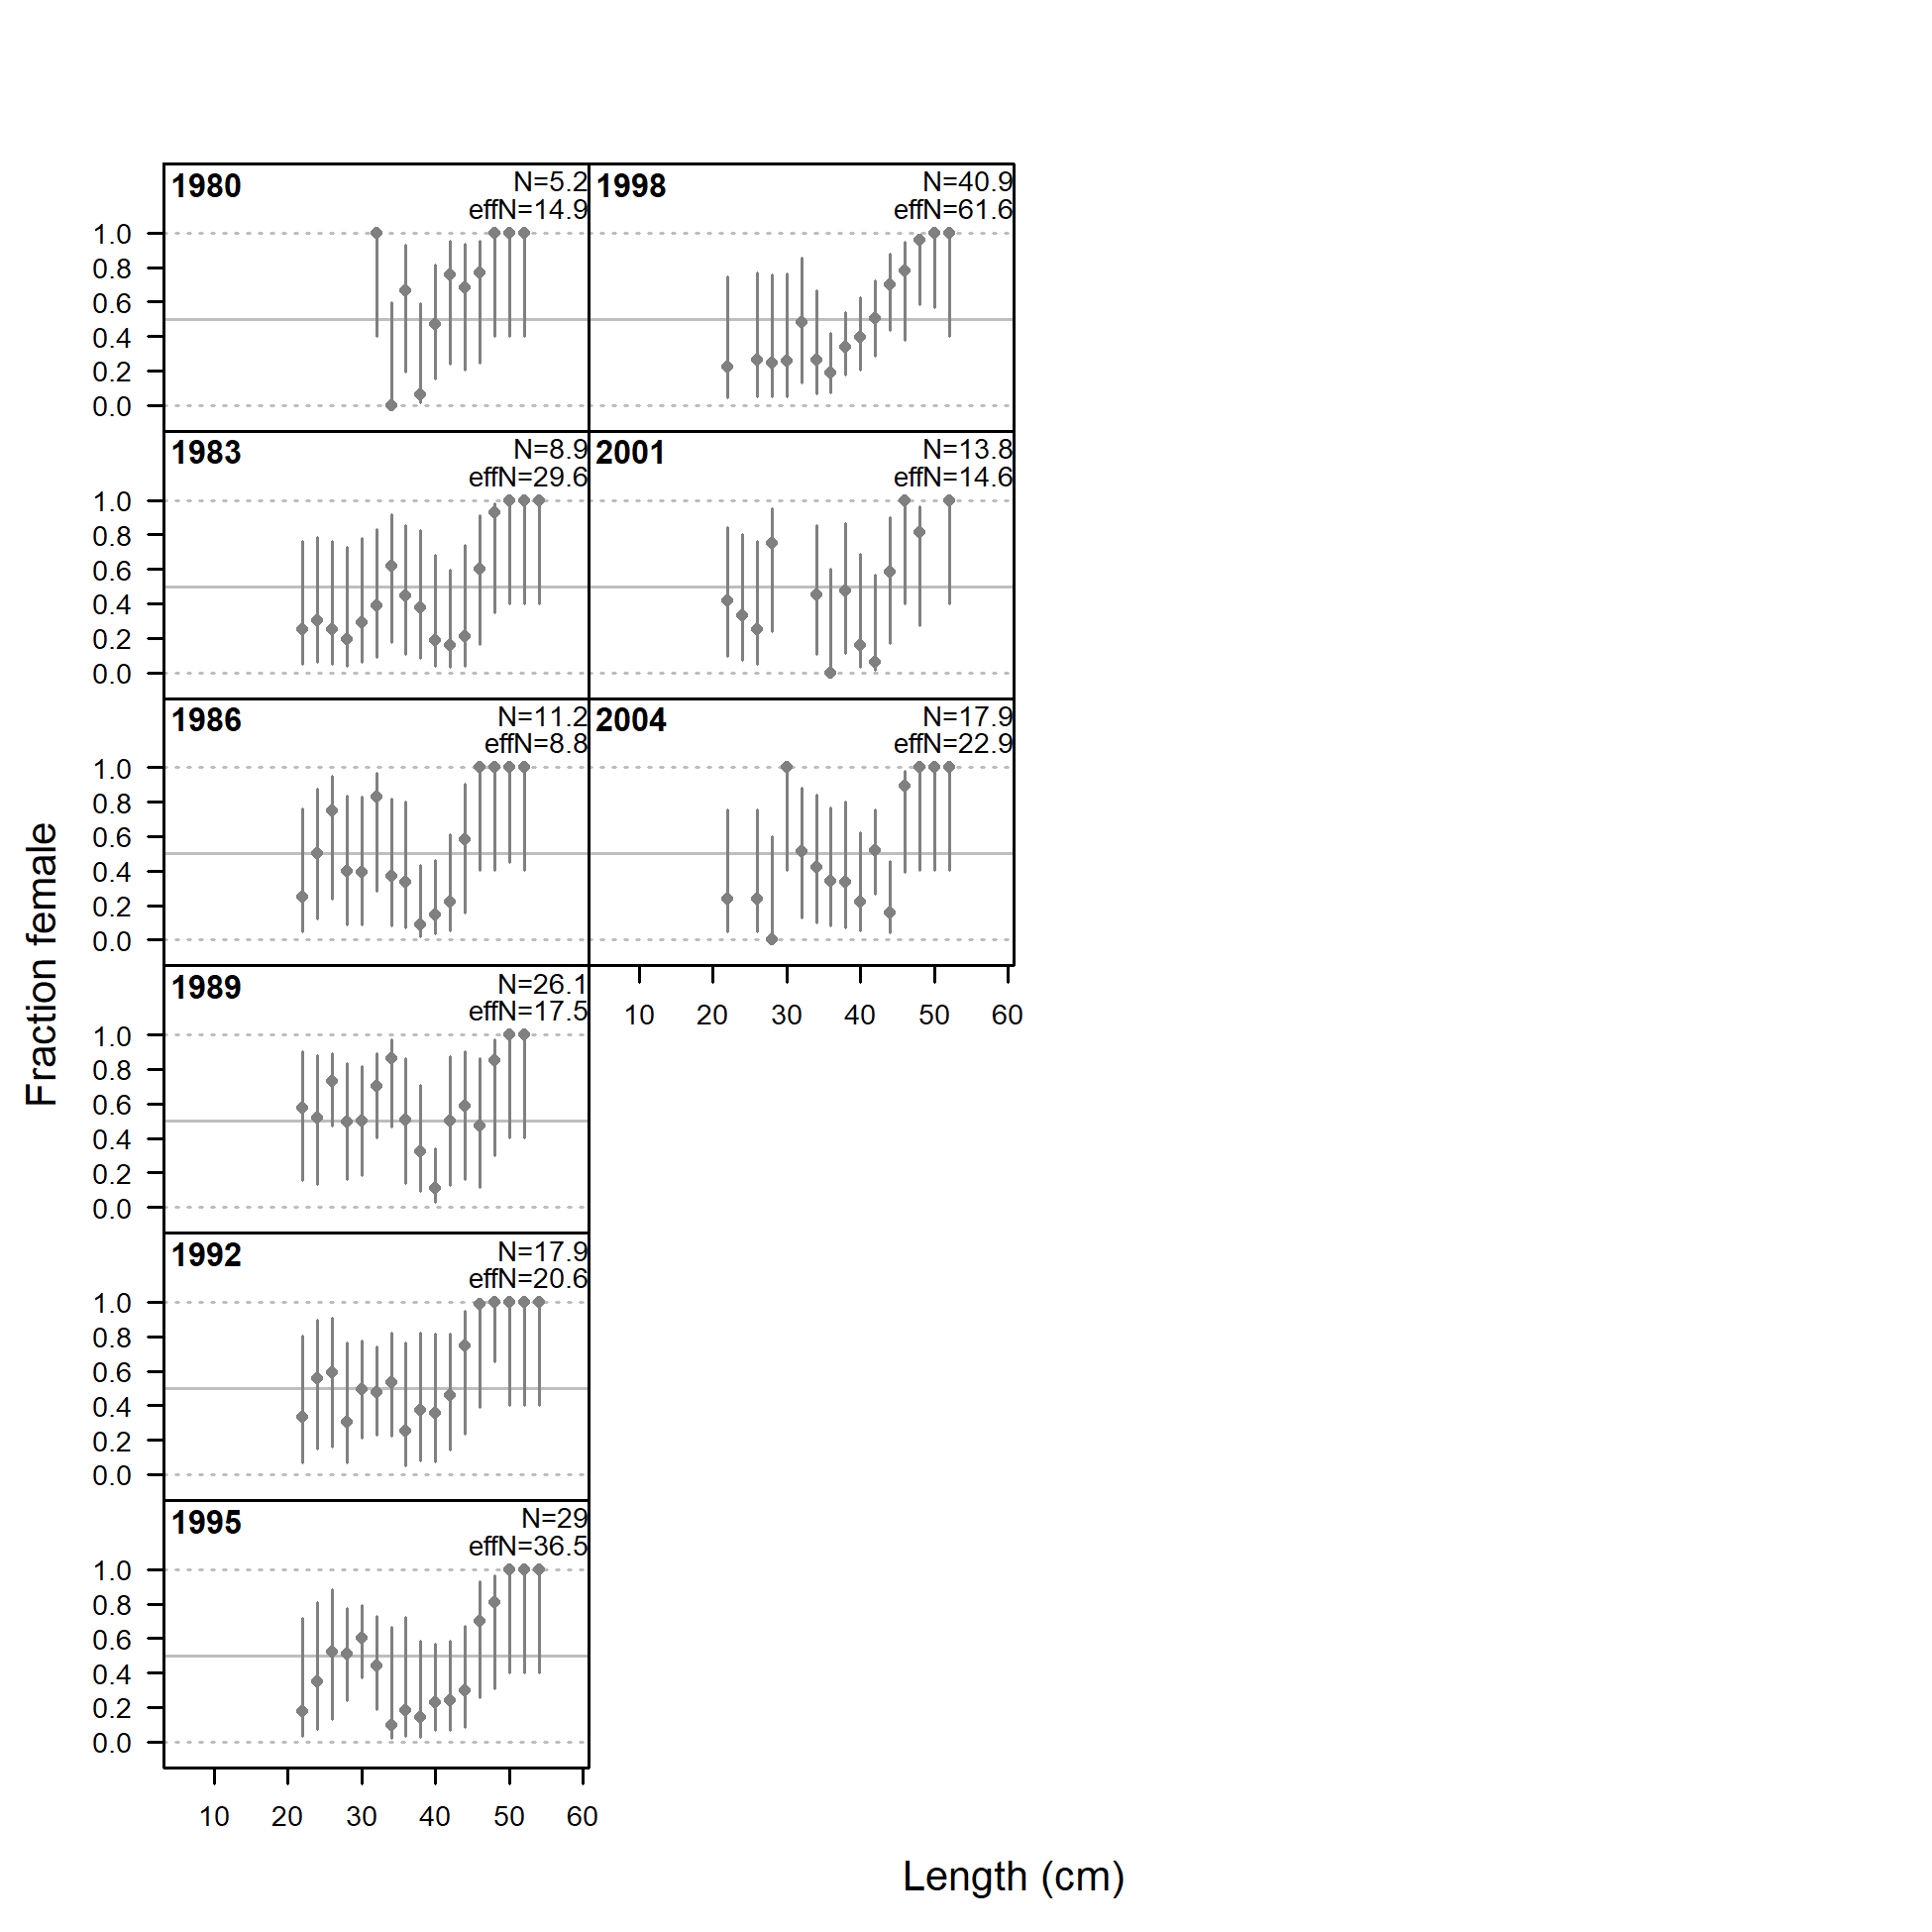 1980
N=5.2
effN=14.9
1998
N=40.9
effN=61.6
1.0
0.8
0.6
0.4
0.2
0.0
1983
N=8.9
effN=29.6
2001
N=13.8
effN=14.6
1.0
0.8
0.6
0.4
0.2
0.0
1986
N=11.2
effN=8.8
2004
N=17.9
effN=22.9
1.0
0.8
0.6
0.4
0.2
0.0
10 20 30 40 50 60
1989
N=26.1
effN=17.5
1.0
0.8
0.6
0.4
0.2
0.0
1992
N=17.9
effN=20.6
1.0
0.8
0.6
0.4
0.2
0.0
1995
N=29
effN=36.5
1.0
0.8
0.6
0.4
0.2
0.0
10 20 30 40 50 60
Fraction female
Length (cm)